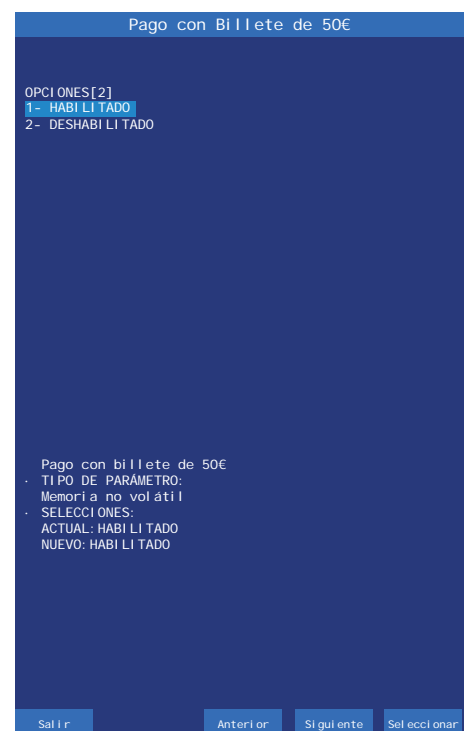 Pago con Billete de 50€
OPCIONES[2]
1- HABILITADO
2- DESHABILITADO
Pago con billete de 50€
· TIPO DE PARÁMETRO:
Memoria no volátil
· SELECCIONES:
ACTUAL:HABILITADO
NUEVO:HABILITADO
Salir Anterior Siguiente Seleccionar